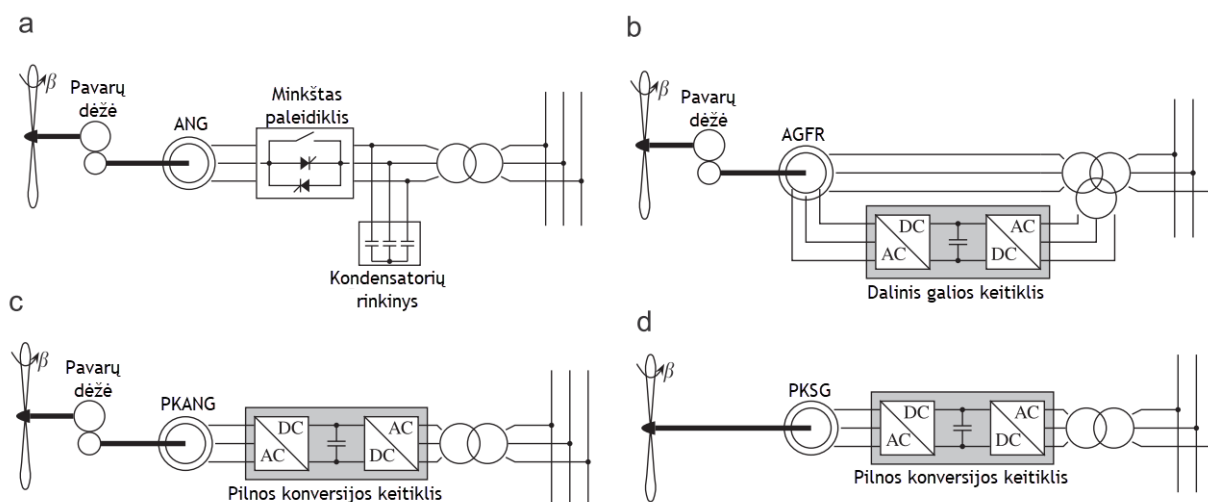 a
β
Pavarų
dėžė
ANG
Minkštas
paleidiklis
Kondensatorių
rinkinys
b
β
Pavarų
dėžė
AGFR
DC
AC
AC
DC
Dalinis galios keitiklis
c
β
Pavarų
dėžė
PKANG
DC
AC
AC
DC
Pilnos konversijos keitiklis
d
β
PKSG
DC
AC
AC
DC
Pilnos konversijos keitiklis